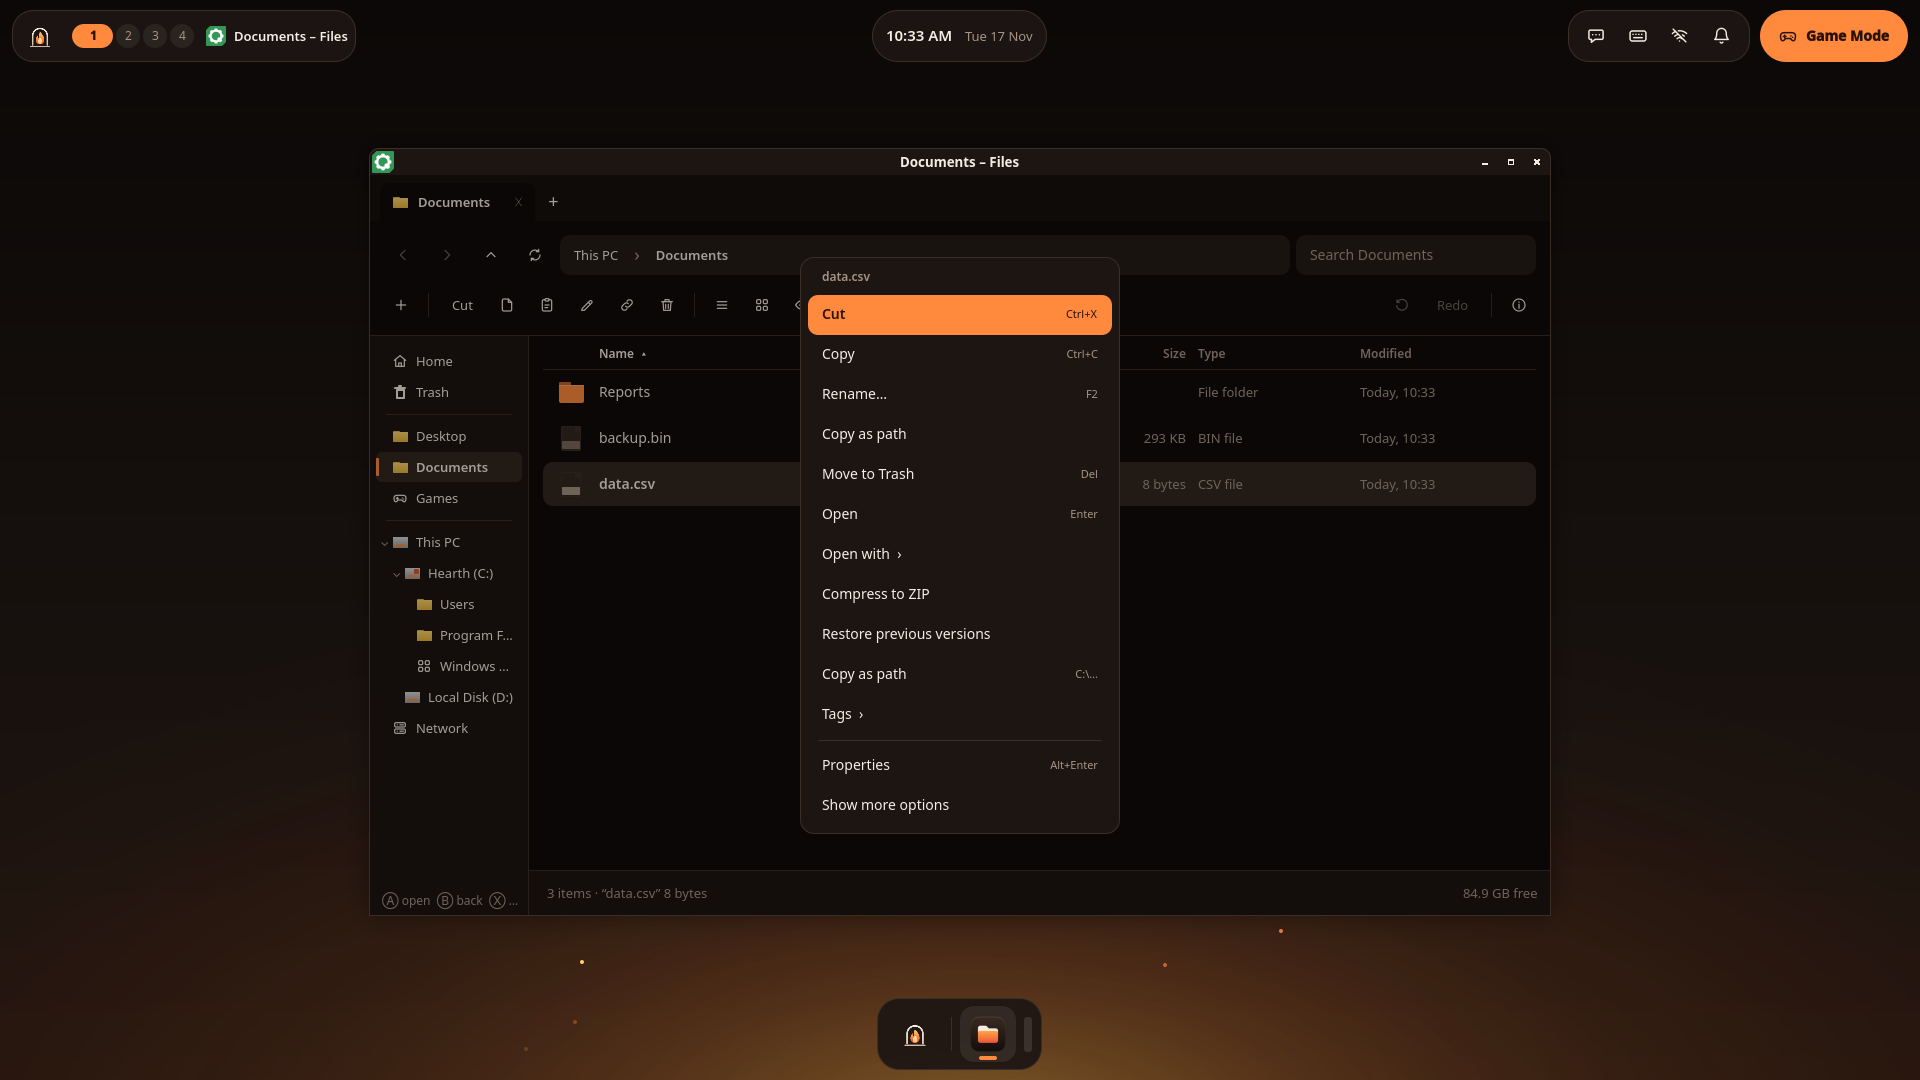 1 2 3 4 Documents – Files
10:33 AM Tue 17 Nov
Game Mode
Documents – Files
Documents X +
This PC › Documents
Search Documents
Cut
Redo
data.csv
Cut Ctrl+X
Copy Ctrl+C
Rename... F2
Copy as path
Move to Trash Del
Open Enter
Open with ›
Compress to ZIP
Restore previous versions
Copy as path C:\...
Tags ›
Properties Alt+Enter
Show more options
Home
Trash
Desktop
Documents
Games
This PC
Hearth (C:)
Users
Program F...
Windows ...
Local Disk (D:)
Network
A open B back X ...
Name Size Type Modified
Reports File folder Today, 10:33
backup.bin 293 KB BIN file Today, 10:33
data.csv 8 bytes CSV file Today, 10:33
3 items · “data.csv” 8 bytes
84.9 GB free